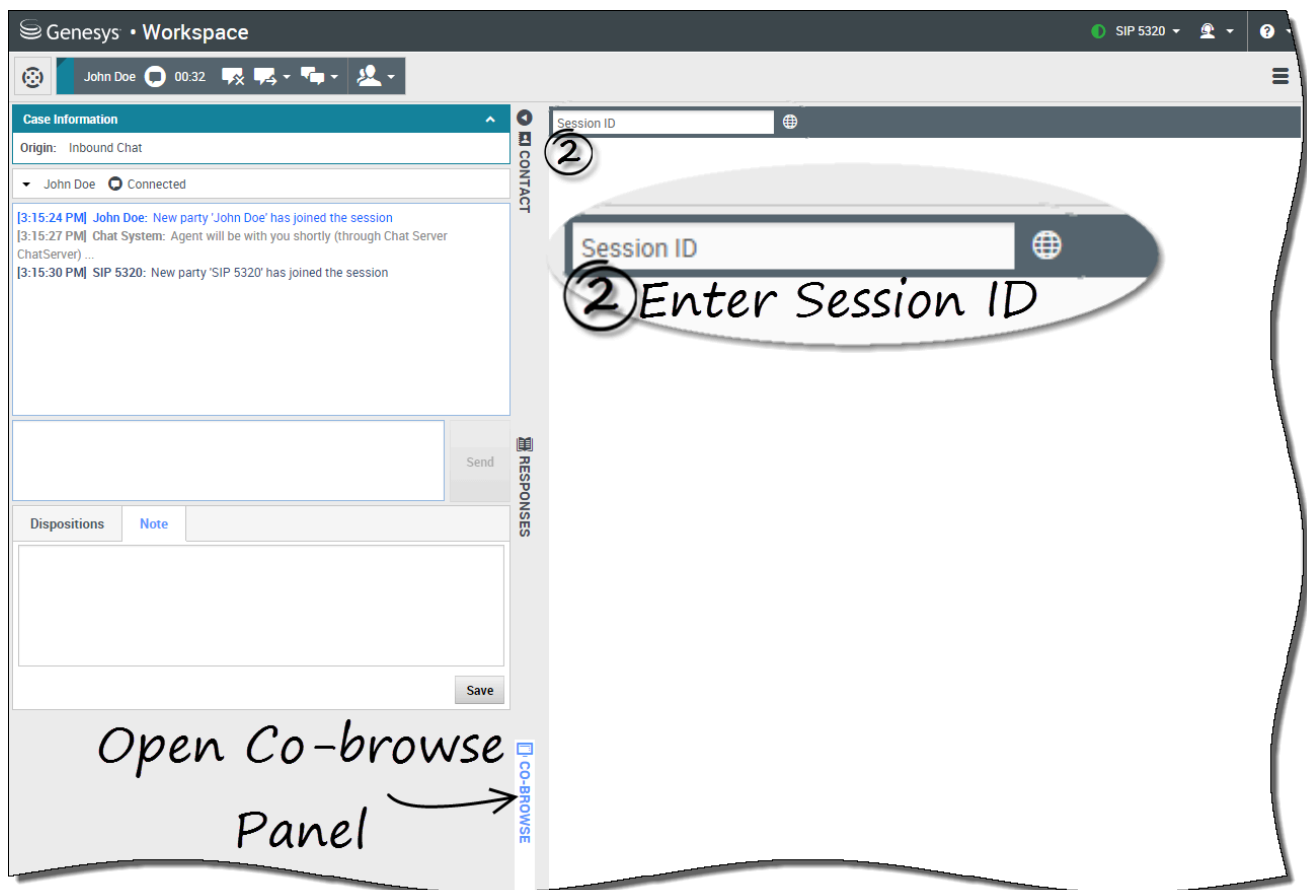 Genesys • Workspace
SIP 5320
?
John Doe 00:32
Case Information
Origin: Inbound Chat
John Doe Connected
[3:15:24 PM] John Doe: New party 'John Doe' has joined the session
[3:15:27 PM] Chat System: Agent will be with you shortly (through Chat Server
ChatServer) ...
[3:15:30 PM] SIP 5320: New party 'SIP 5320' has joined the session
Send
Dispositions Note
Save
Open Co-browse
Panel
CONTACT
RESPONSES
CO-BROWSE
Session ID
2
Session ID
2 Enter Session ID